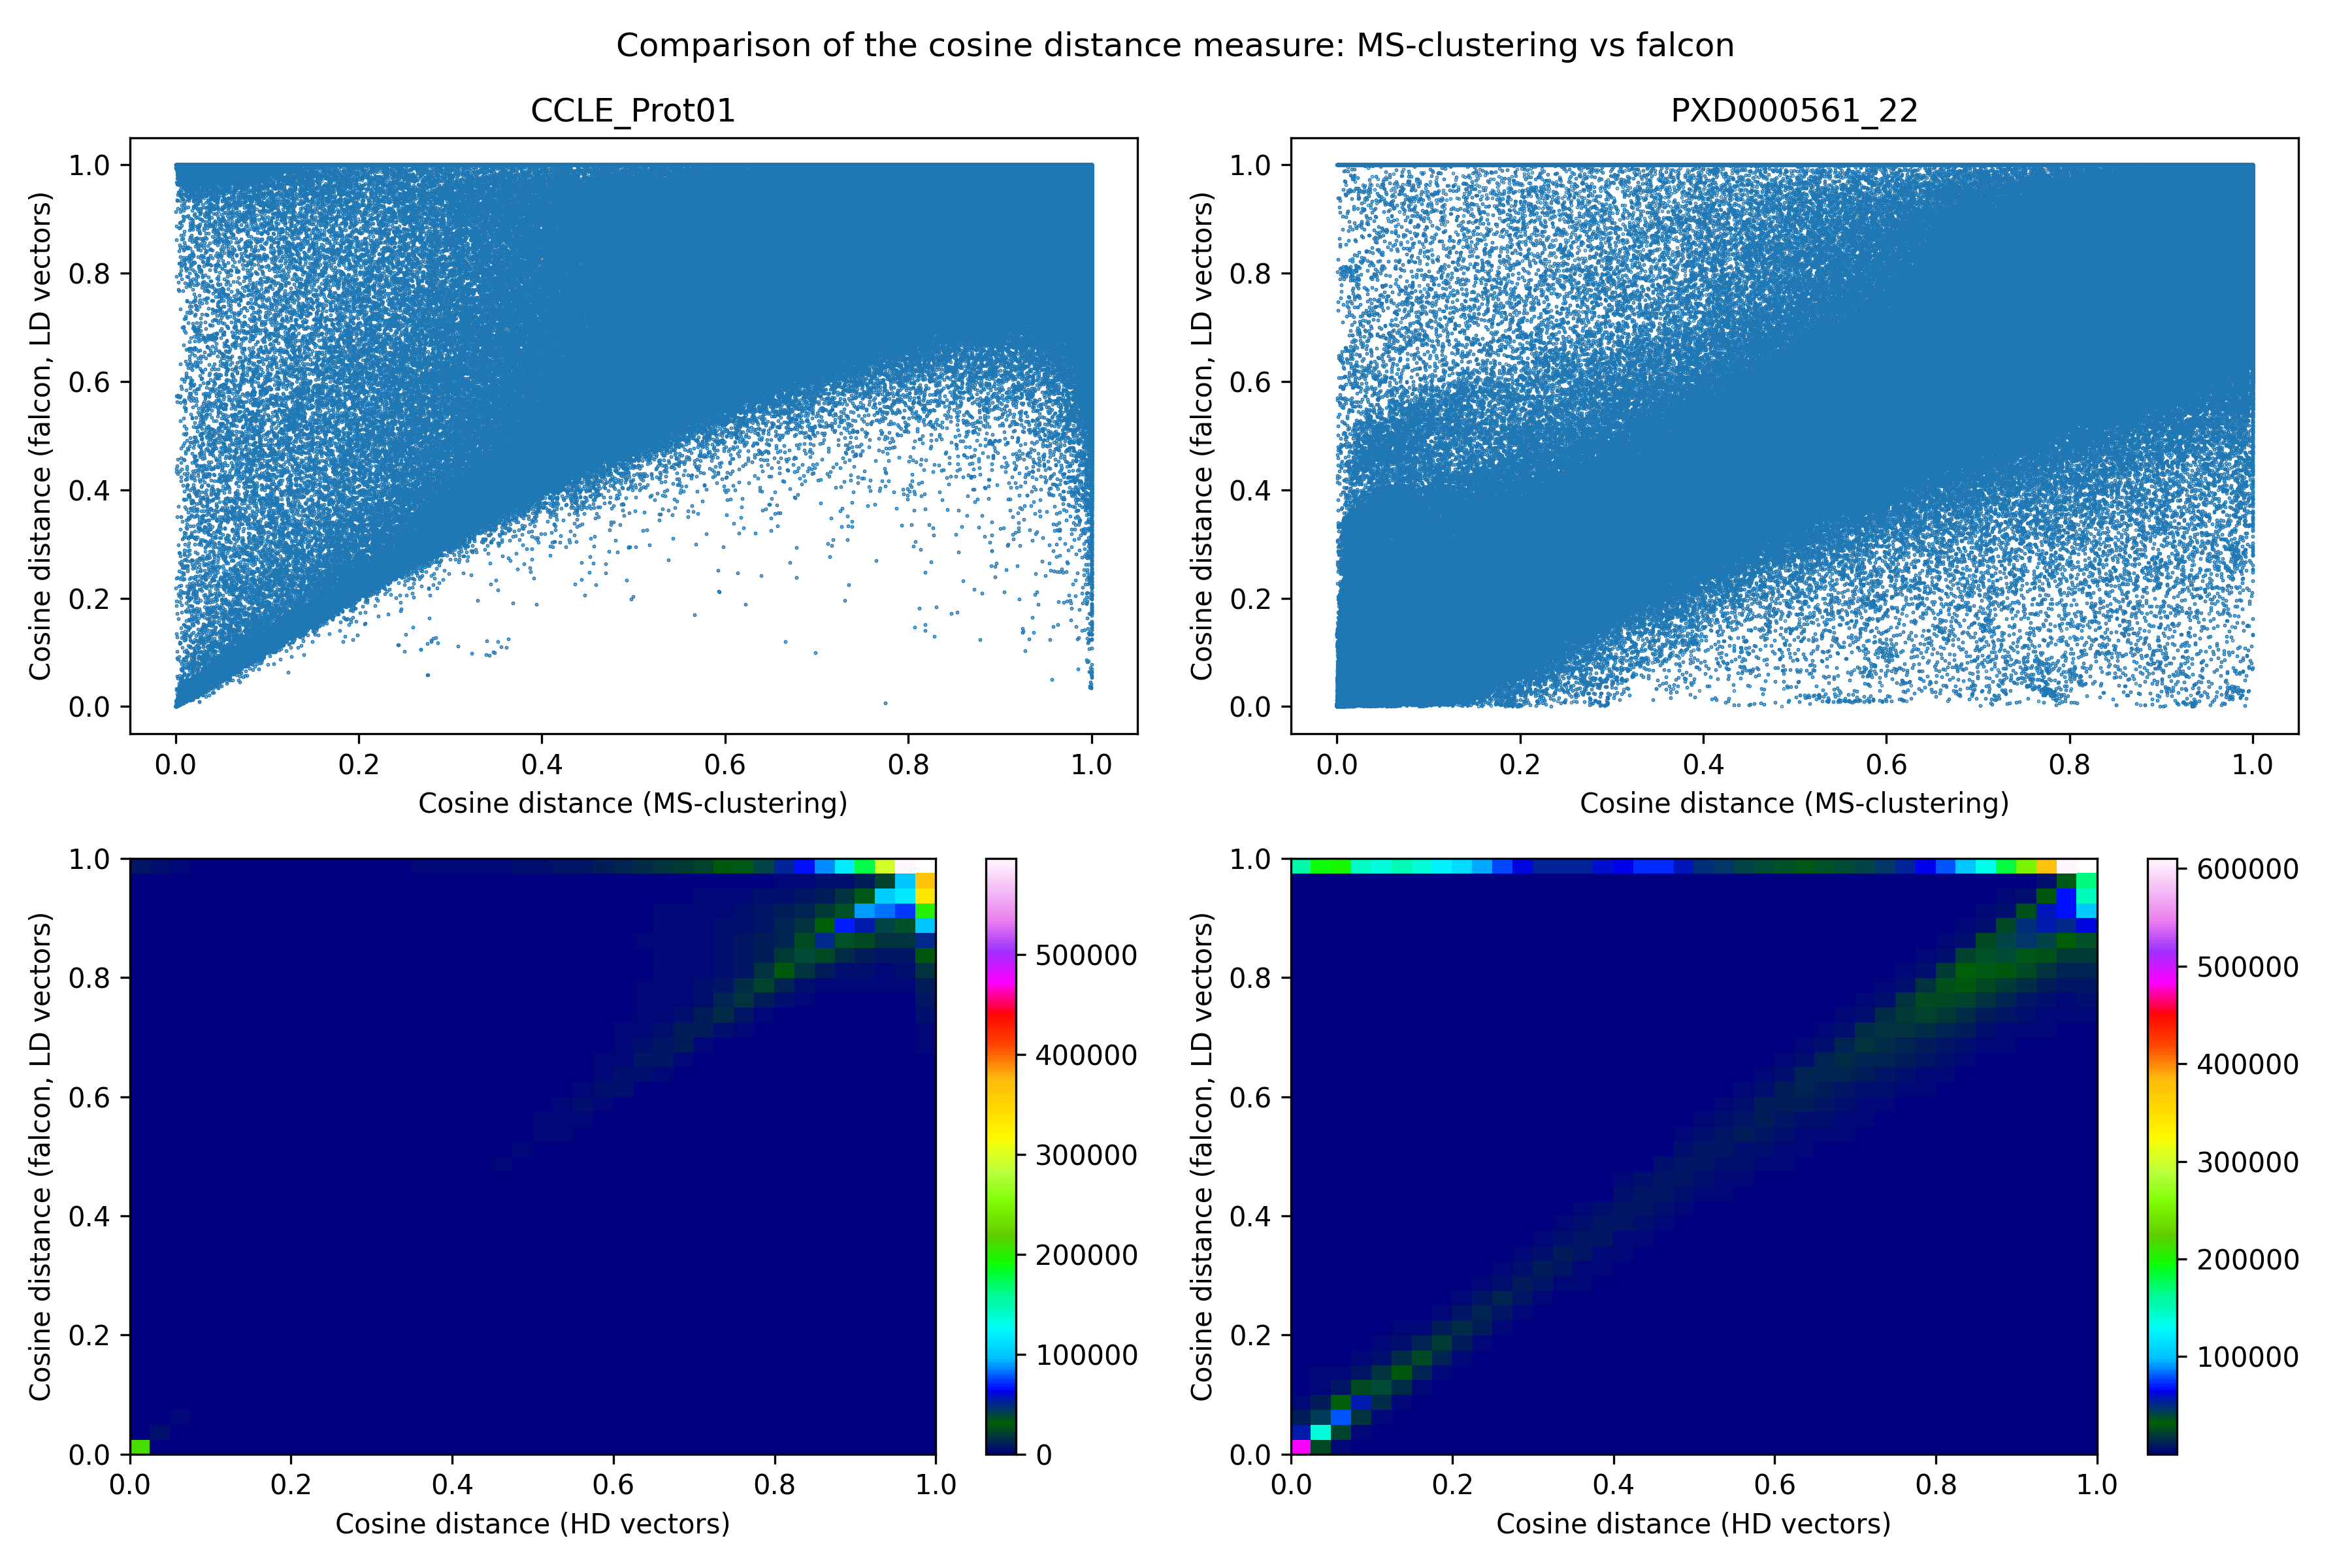 Comparison of the cosine distance measure: MS-clustering vs falcon
CCLE_Prot01
1.0
0.8
0.6
0.4
0.2
0.0
Cosine distance (falcon, LD vectors)
0.0 0.2 0.4 0.6 0.8 1.0
Cosine distance (MS-clustering)
PXD000561_22
1.0
0.8
0.6
0.4
0.2
0.0
Cosine distance (falcon, LD vectors)
0.0 0.2 0.4 0.6 0.8 1.0
Cosine distance (MS-clustering)
1.0
0.8
0.6
0.4
0.2
0.0
Cosine distance (falcon, LD vectors)
0.0 0.2 0.4 0.6 0.8 1.0
Cosine distance (HD vectors)
500000
400000
300000
200000
100000
0
1.0
0.8
0.6
0.4
0.2
0.0
Cosine distance (falcon, LD vectors)
0.0 0.2 0.4 0.6 0.8 1.0
Cosine distance (HD vectors)
600000
500000
400000
300000
200000
100000